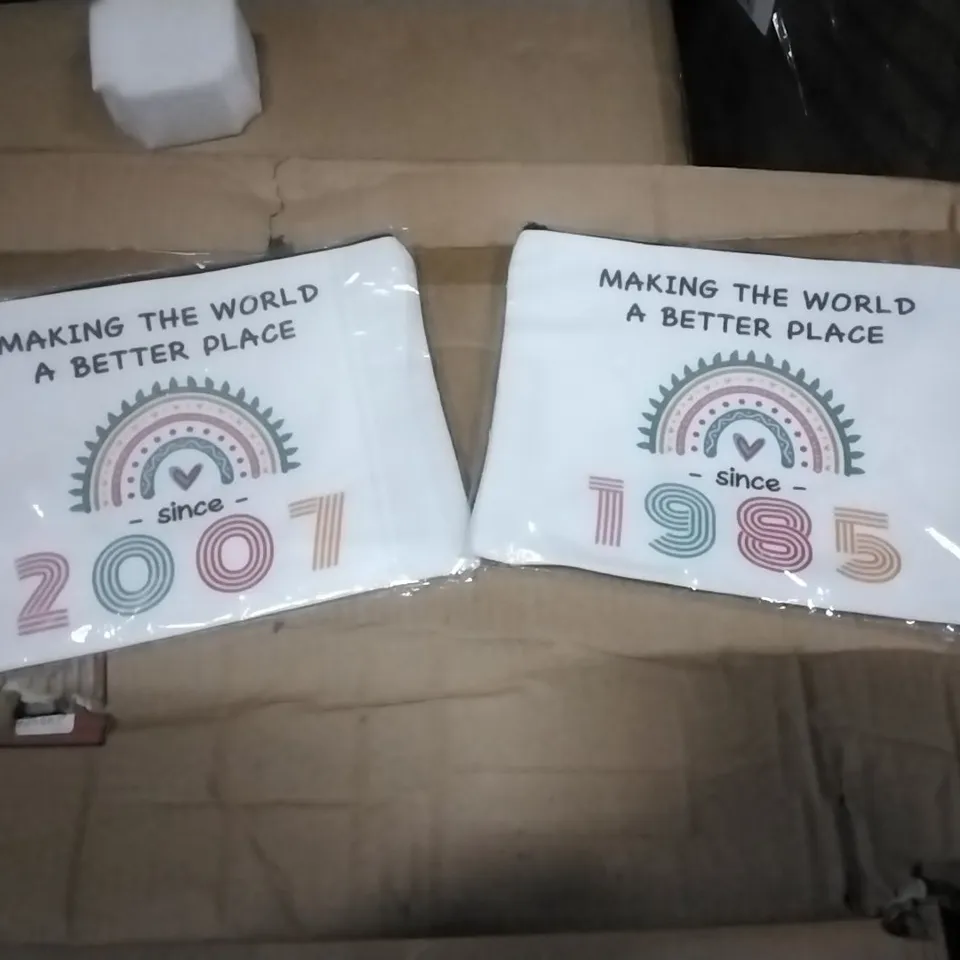 MAKING THE WORLD
A BETTER PLACE
- since -
2007
MAKING THE WORLD
A BETTER PLACE
- since -
1985